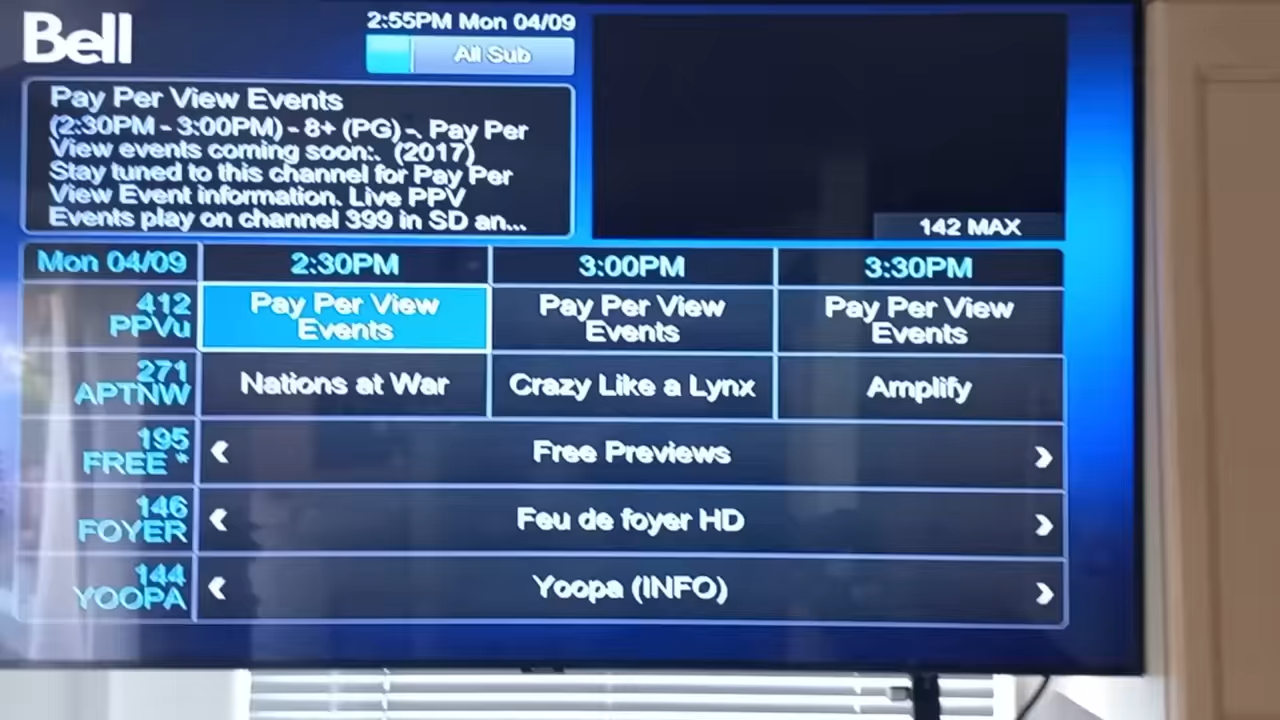 Bell
2:55PM Mon 04/09
All Sub
Pay Per View Events
(2:30PM - 3:00PM) - 8+ (PG) -. Pay Per
View events coming soon:. (2017)
Stay tuned to this channel for Pay Per
View Event information. Live PPV
Events play on channel 399 in SD an...
142 MAX
Mon 04/09 2:30PM 3:00PM 3:30PM
412
PPVu
Pay Per View
Events
Pay Per View
Events
Pay Per View
Events
271
APTNW
Nations at War
Crazy Like a Lynx
Amplify
195
FREE *
Free Previews
146
FOYER
Feu de foyer HD
144
YOOPA
Yoopa (INFO)